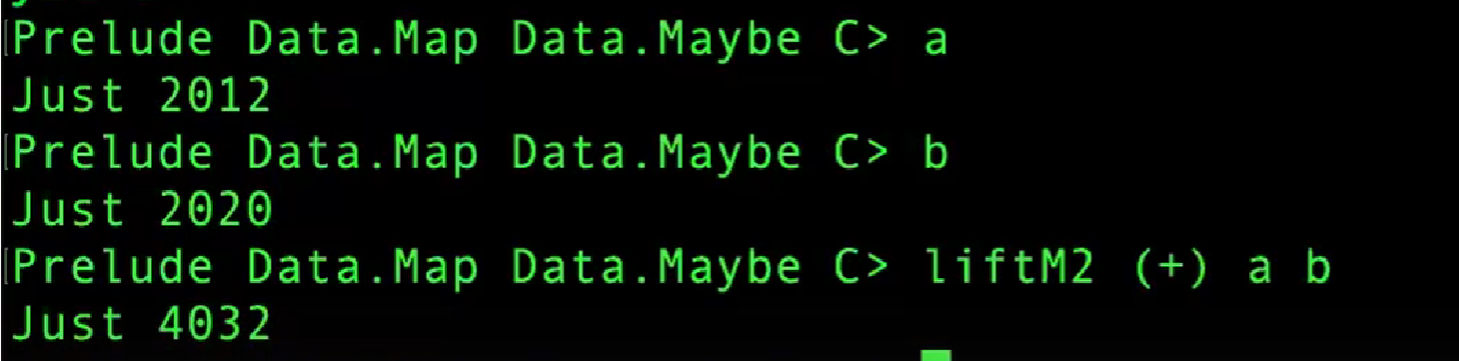 Prelude Data.Map Data.Maybe C> a
Just 2012
Prelude Data.Map Data.Maybe C> b
Just 2020
Prelude Data.Map Data.Maybe C> liftM2 (+) a b
Just 4032